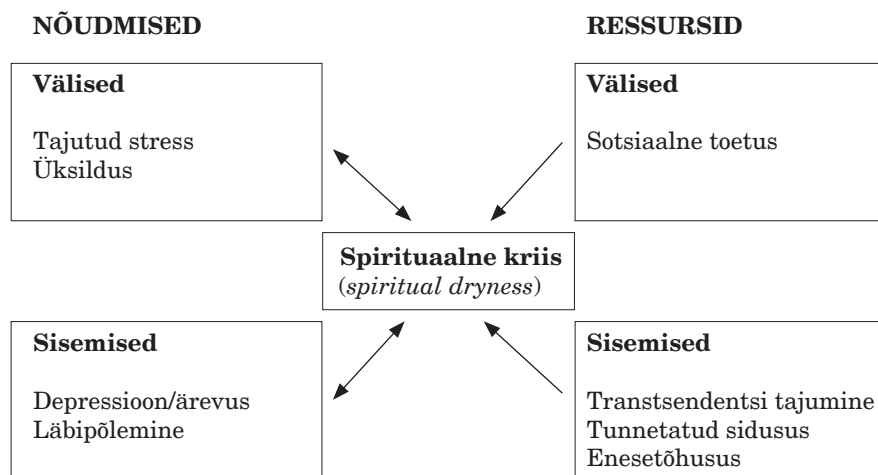 NÕUDMISED
RESSURSID
Välised
Tajutud stress
Üksildus
Välised
Sotsiaalne toetus
Spirituaalne kriis
(spiritual dryness)
Sisemised
Depressioon/ärevus
Läbipõlemine
Sisemised
Transtsendentsi tajumine
Tunnetatud sidusus
Enesetõhusus